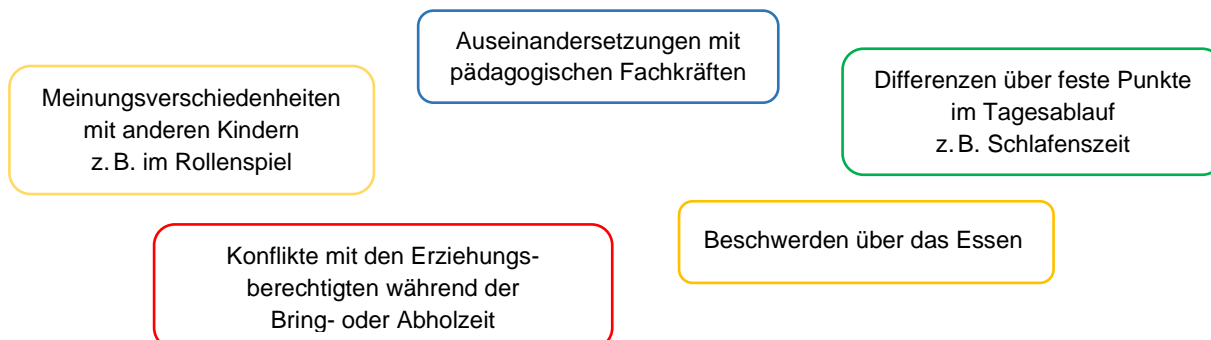 Auseinandersetzungen mit
pädagogischen Fachkräften
Meinungsverschiedenheiten
mit anderen Kindern
z. B. im Rollenspiel
Differenzen über feste Punkte
im Tagesablauf
z. B. Schlafenszeit
Konflikte mit den Erziehungs-
berechtigten während der
Bring- oder Abholzeit
Beschwerden über das Essen